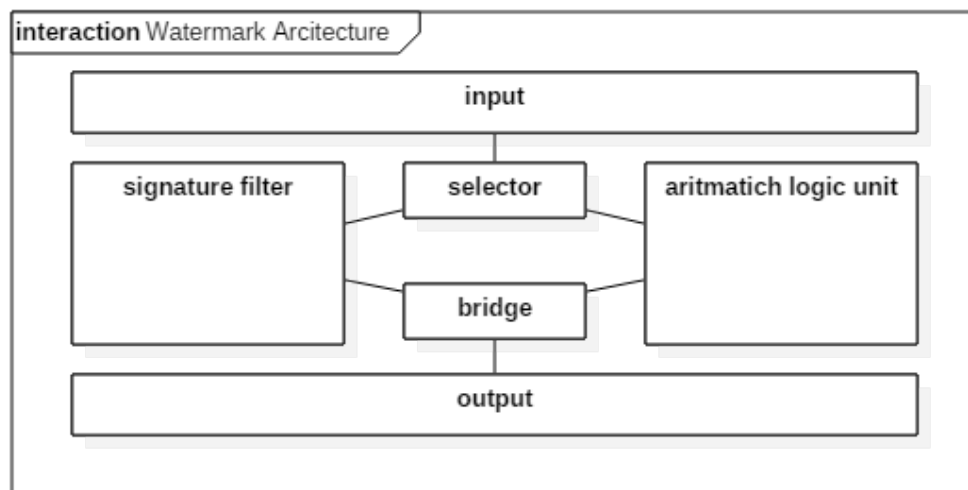 interaction Watermark Arcitecture
input
signature filter
selector
aritmatich logic unit
bridge
output